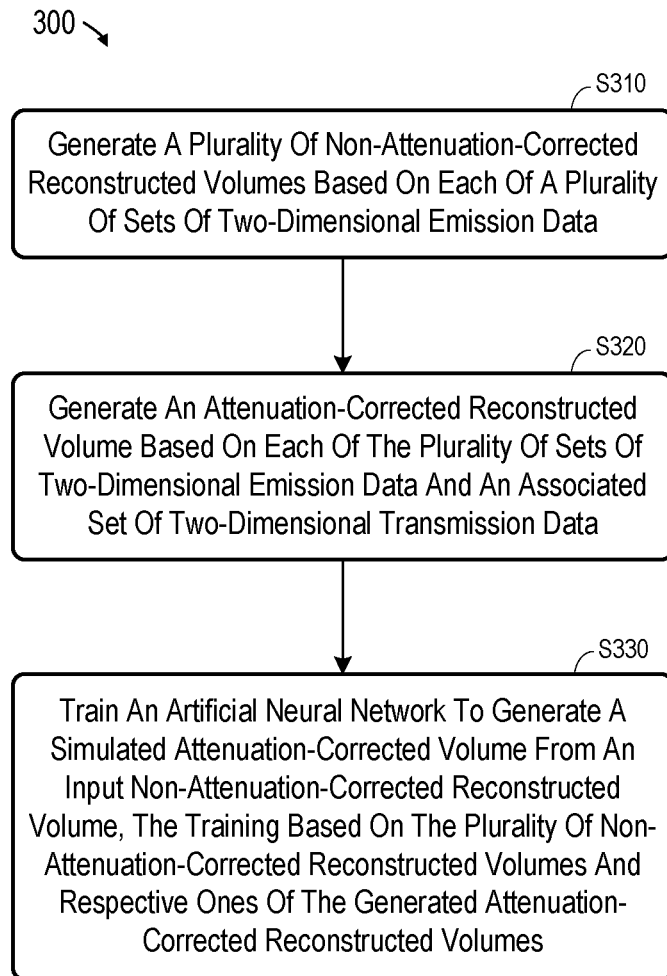 300
S310
Generate A Plurality Of Non-Attenuation-Corrected
Reconstructed Volumes Based On Each Of A Plurality
Of Sets Of Two-Dimensional Emission Data
S320
Generate An Attenuation-Corrected Reconstructed
Volume Based On Each Of The Plurality Of Sets Of
Two-Dimensional Emission Data And An Associated
Set Of Two-Dimensional Transmission Data
S330
Train An Artificial Neural Network To Generate A
Simulated Attenuation-Corrected Volume From An
Input Non-Attenuation-Corrected Reconstructed
Volume, The Training Based On The Plurality Of Non-
Attenuation-Corrected Reconstructed Volumes And
Respective Ones Of The Generated Attenuation-
Corrected Reconstructed Volumes